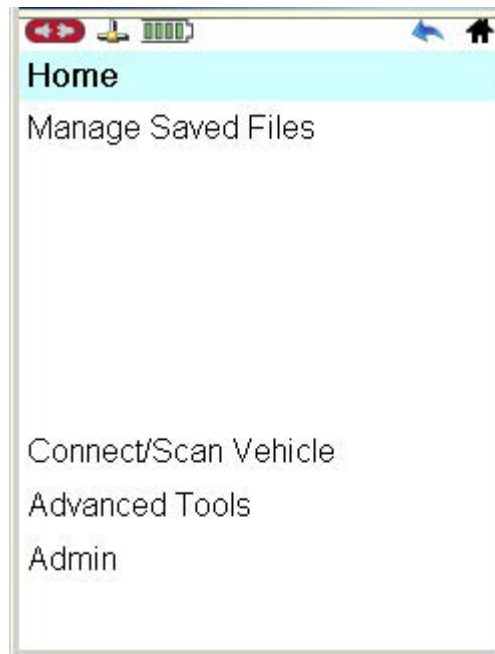 Home
Manage Saved Files
Connect/Scan Vehicle
Advanced Tools
Admin